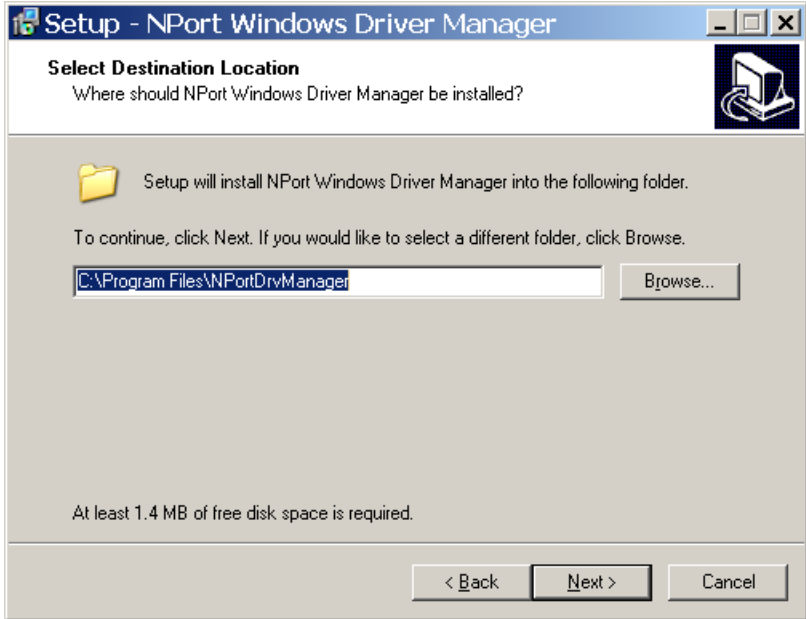 Setup - NPort Windows Driver Manager
Select Destination Location
Where should NPort Windows Driver Manager be installed?
Setup will install NPort Windows Driver Manager into the following folder.
To continue, click Next. If you would like to select a different folder, click Browse.
C:\Program Files\NPortDrvManager
Browse...
At least 1.4 MB of free disk space is required.
< Back
Next >
Cancel